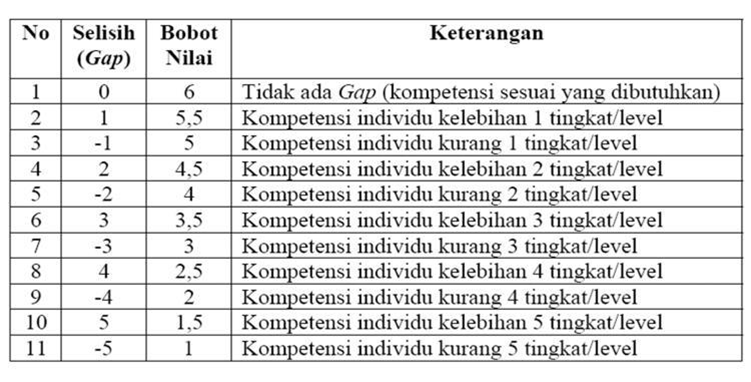 No Selisih (Gap) Bobot Nilai Keterangan
1 0 6 Tidak ada Gap (kompetensi sesuai yang dibutuhkan)
2 1 5,5 Kompetensi individu kelebihan 1 tingkat/level
3 -1 5 Kompetensi individu kurang 1 tingkat/level
4 2 4,5 Kompetensi individu kelebihan 2 tingkat/level
5 -2 4 Kompetensi individu kurang 2 tingkat/level
6 3 3,5 Kompetensi individu kelebihan 3 tingkat/level
7 -3 3 Kompetensi individu kurang 3 tingkat/level
8 4 2,5 Kompetensi individu kelebihan 4 tingkat/level
9 -4 2 Kompetensi individu kurang 4 tingkat/level
10 5 1,5 Kompetensi individu kelebihan 5 tingkat/level
11 -5 1 Kompetensi individu kurang 5 tingkat/level